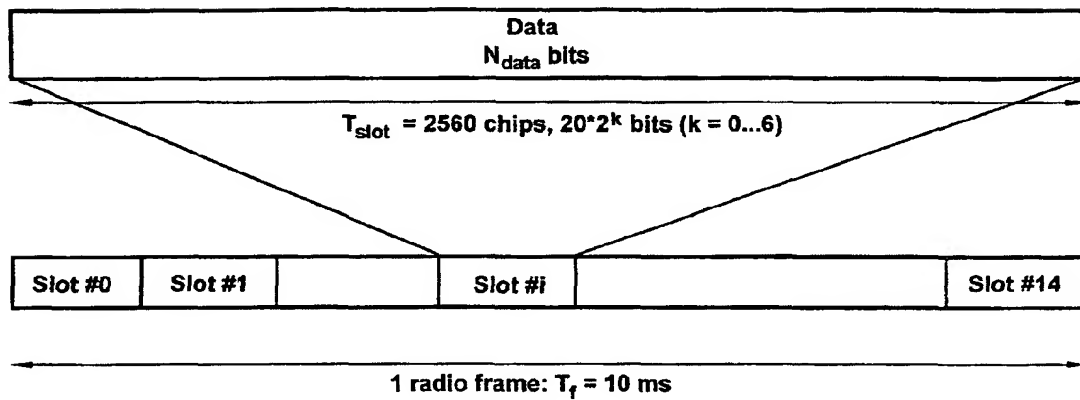 Data
N_data bits
T_slot = 2560 chips, 20*2^k bits (k = 0...6)
Slot #0 Slot #1 Slot #i Slot #14
1 radio frame: T_f = 10 ms